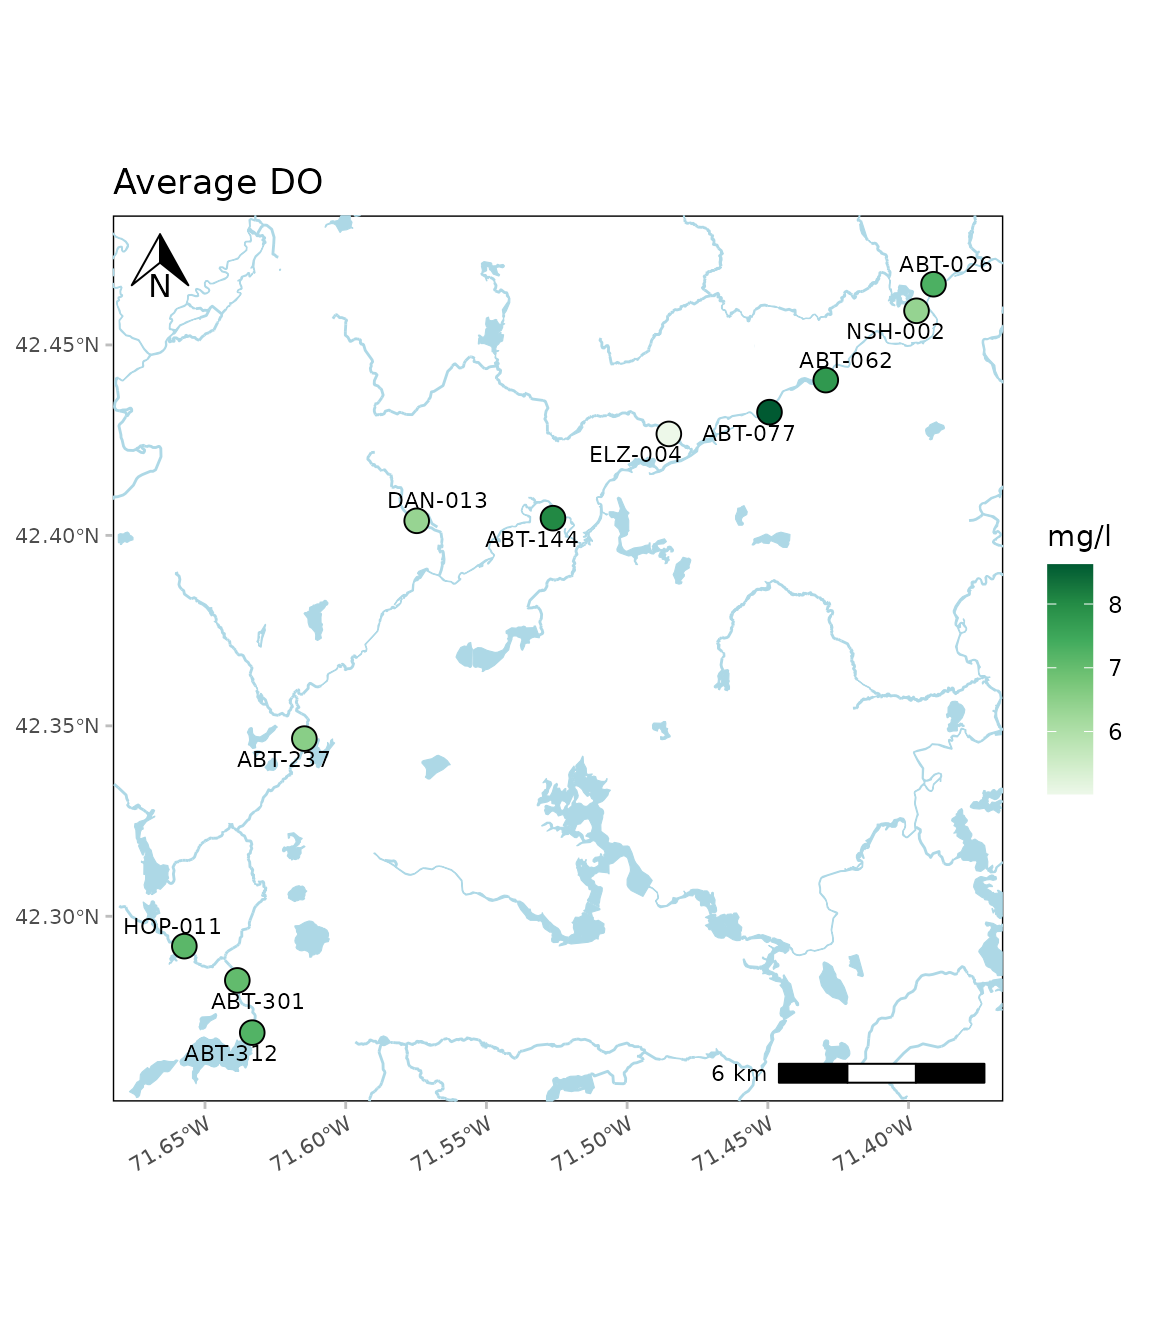 Average DO
N
ABT-026
NSH-002
ABT-062
ABT-077
ELZ-004
DAN-013
ABT-144
ABT-237
HOP-011
ABT-301
ABT-312
6 km
42.45°N
42.40°N
42.35°N
42.30°N
71.65°W
71.60°W
71.55°W
71.50°W
71.45°W
71.40°W
mg/l
8
7
6